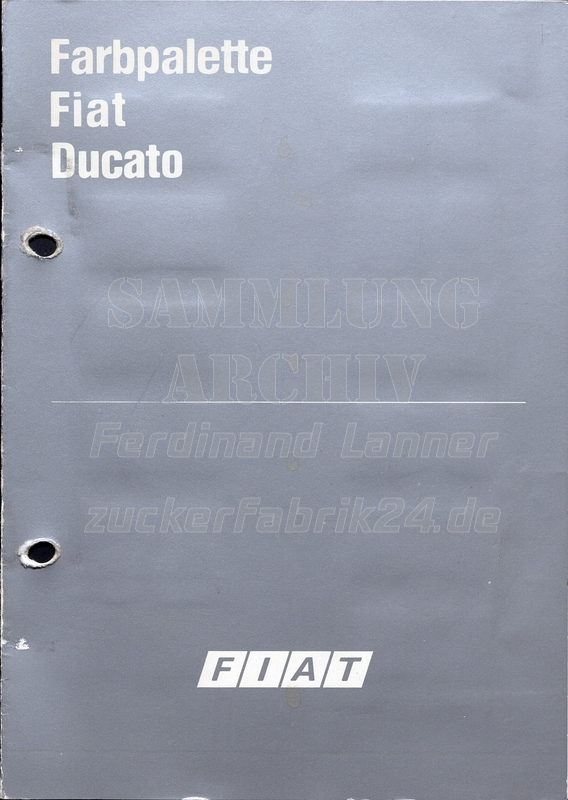 Farbpalette
Fiat
Ducato
SAMMLUNG
ARCHIV
Ferdinand Lanner
zuckerfabrik24.de
FIAT